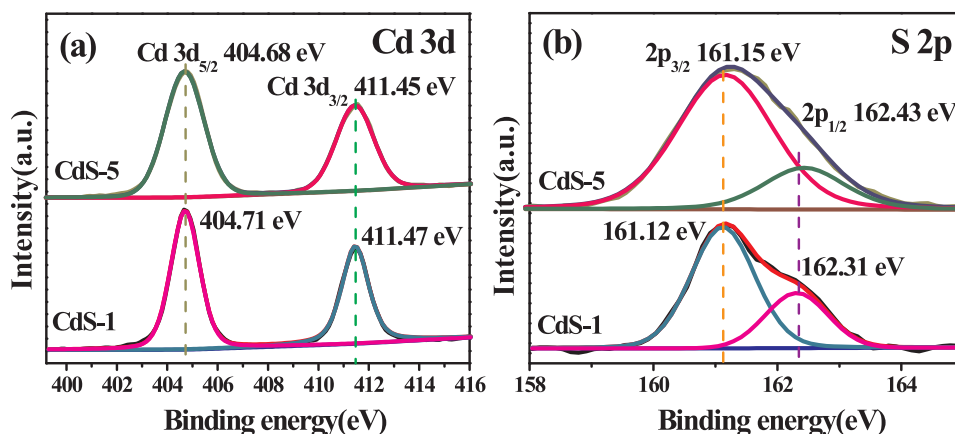 (a)
Cd 3d
Cd 3d5/2 404.68 eV
Cd 3d3/2 411.45 eV
CdS-5
404.71 eV
411.47 eV
CdS-1
Intensity(a.u.)
400 402 404 406 408 410 412 414 416
Binding energy(eV)
(b)
S 2p
2p3/2 161.15 eV
2p1/2 162.43 eV
CdS-5
161.12 eV
162.31 eV
CdS-1
Intensity(a.u.)
158 160 162 164
Binding energy(eV)